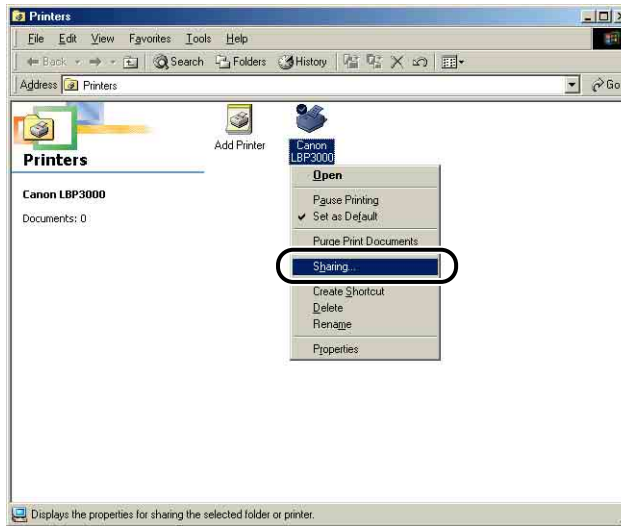 Printers
File Edit View Favorites Tools Help
Back Search Folders History
Address Printers Go
Printers
Canon LBP3000
Documents: 0
Add Printer
Canon
LBP3000
Open
Pause Printing
Set as Default
Purge Print Documents
Sharing...
Create Shortcut
Delete
Rename
Properties
Displays the properties for sharing the selected folder or printer.